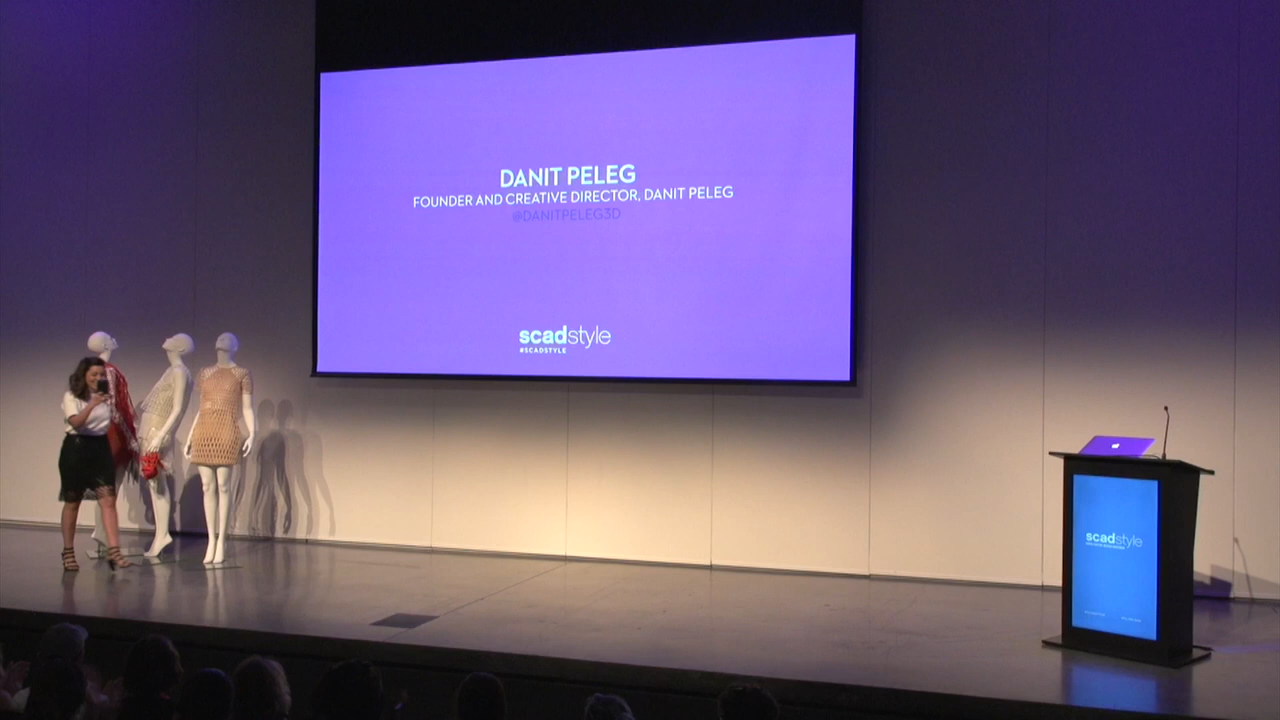 DANIT PELEG
FOUNDER AND CREATIVE DIRECTOR, DANIT PELEG
@DANITPELEG3D
scadstyle
#SCADSTYLE
scadstyle